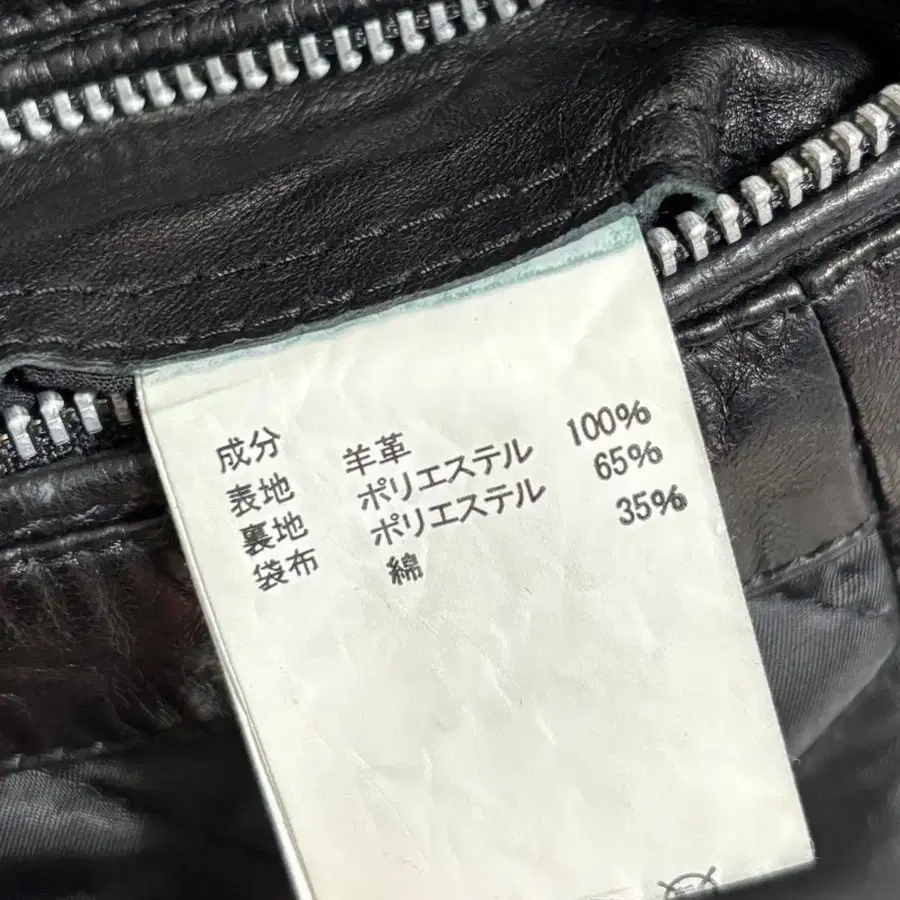 成分
表地 羊革
裏地 ポリエステル 100%
袋布 ポリエステル 65%
綿 35%